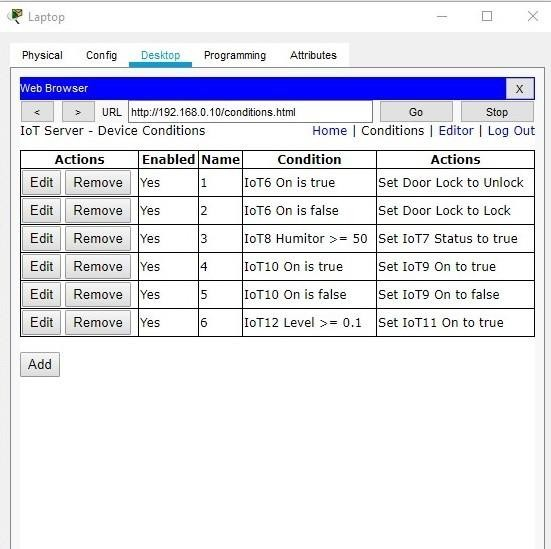 Laptop
Physical Config Desktop Programming Attributes
Web Browser X
< > URL http://192.168.0.10/conditions.html Go Stop
IoT Server - Device Conditions Home | Conditions | Editor | Log Out
Actions Enabled Name Condition Actions
Edit Remove Yes 1 IoT6 On is true Set Door Lock to Unlock
Edit Remove Yes 2 IoT6 On is false Set Door Lock to Lock
Edit Remove Yes 3 IoT8 Humitor >= 50 Set IoT7 Status to true
Edit Remove Yes 4 IoT10 On is true Set IoT9 On to true
Edit Remove Yes 5 IoT10 On is false Set IoT9 On to false
Edit Remove Yes 6 IoT12 Level >= 0.1 Set IoT11 On to true
Add